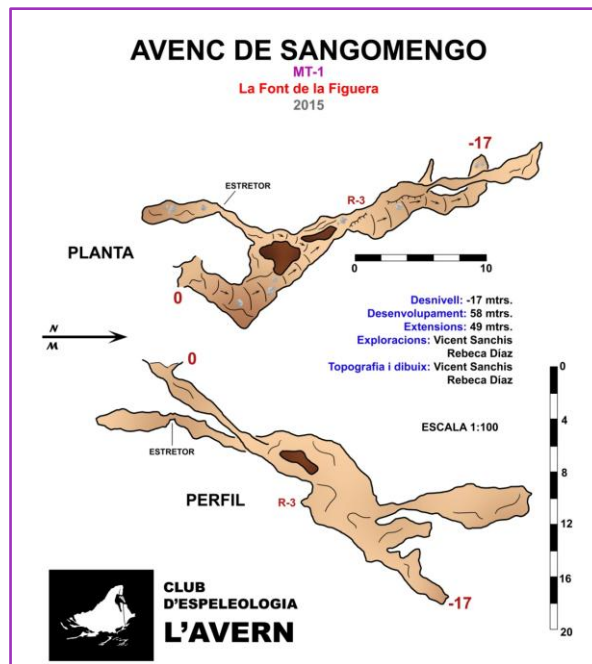 AVENC DE SANGOMENGO
MT-1
La Font de la Figuera
2015
-17
ESTRETOR
R-3
PLANTA
0
0 10
Desnivell: -17 mtrs.
Desenvolupament: 58 mtrs.
Extensions: 49 mtrs.
Exploracions: Vicent Sanchis
Rebeca Díaz
Topografia i dibuix: Vicent Sanchis
Rebeca Díaz
N
M
0
0
4
ESCALA 1:100
ESTRETOR
8
PERFIL
R-3
12
16
-17
20
CLUB
D'ESPELEOLOGIA
L'AVERN